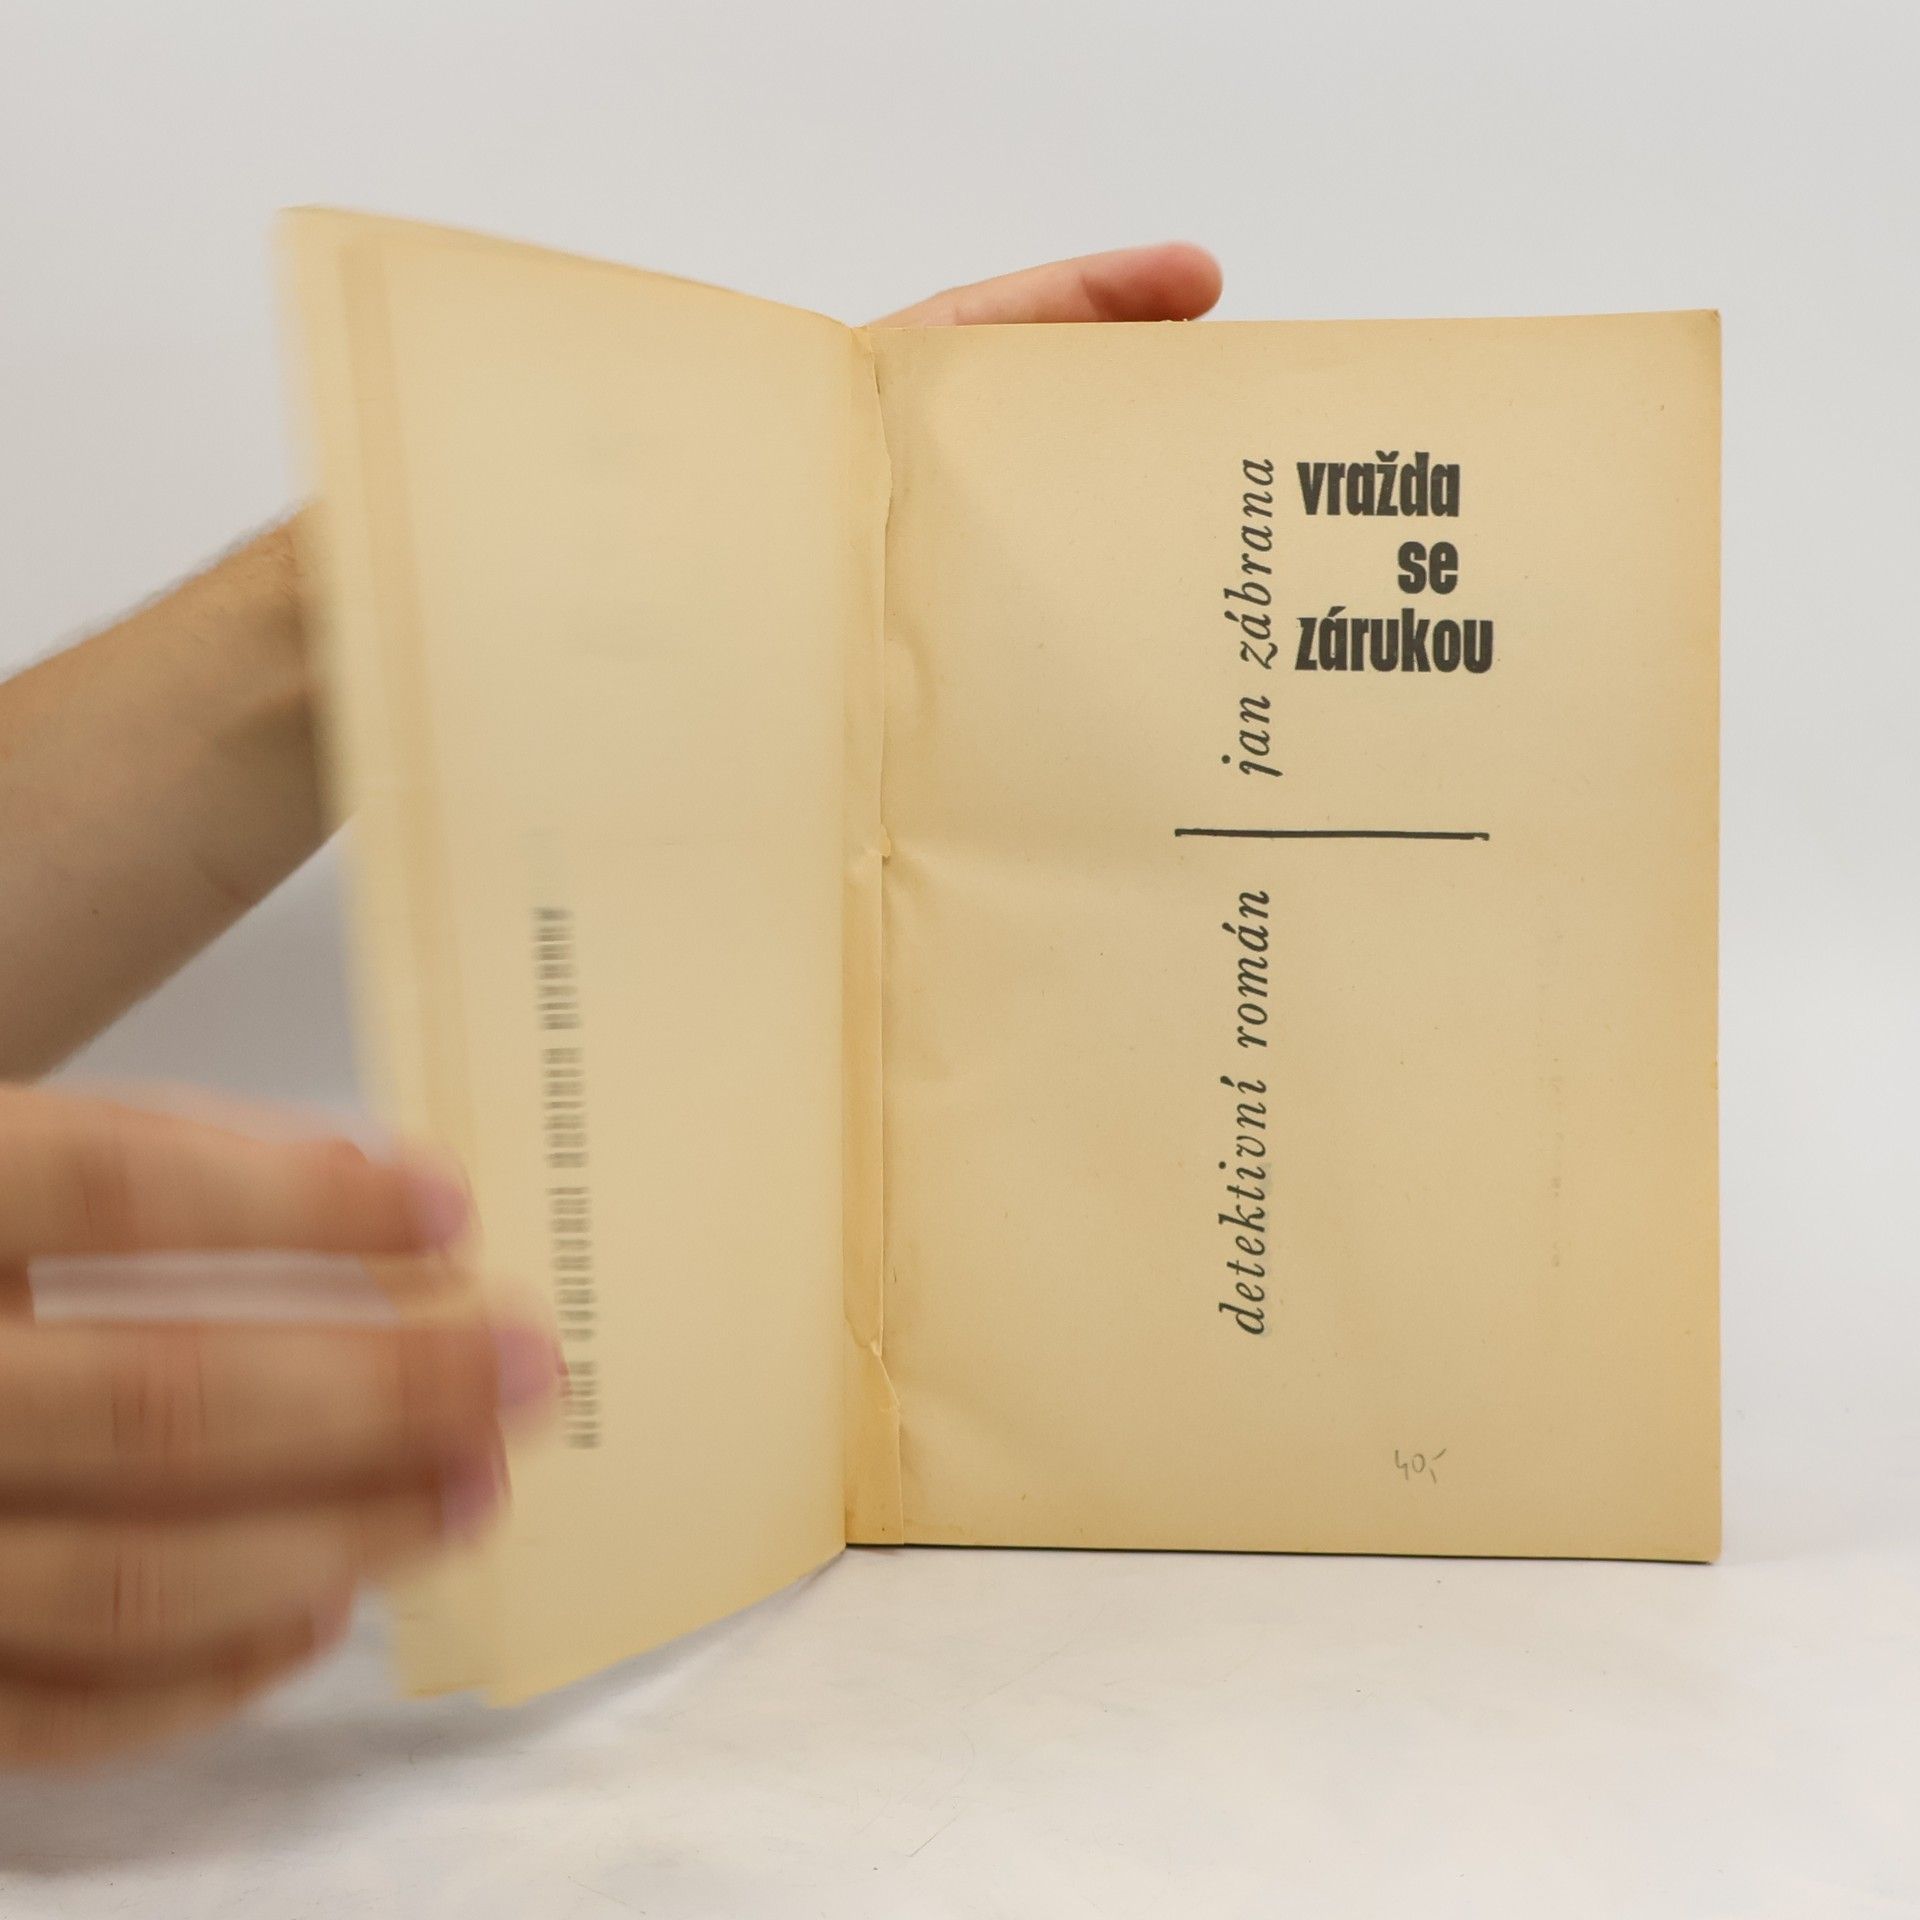 jan zábrana
vražda
se
zárukou
detektivní román
40,-